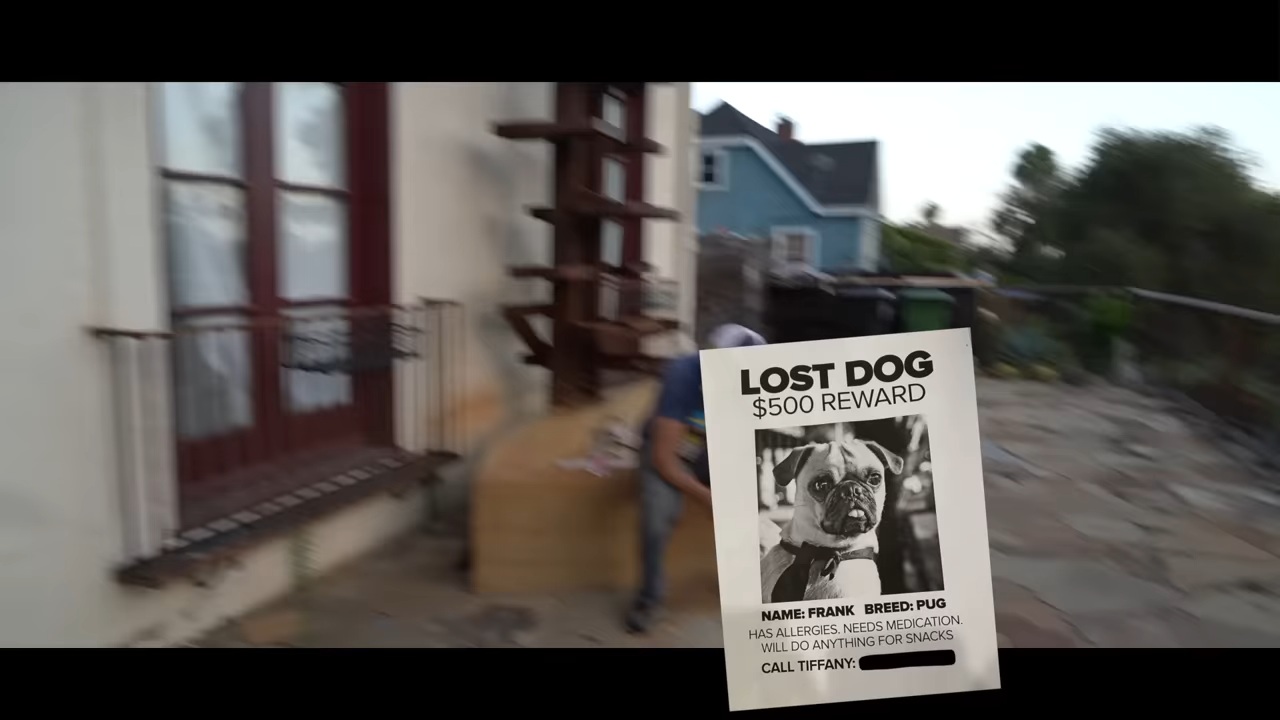 LOST DOG
$500 REWARD
NAME: FRANK BREED: PUG
HAS ALLERGIES. NEEDS MEDICATION.
WILL DO ANYTHING FOR SNACKS
CALL TIFFANY: